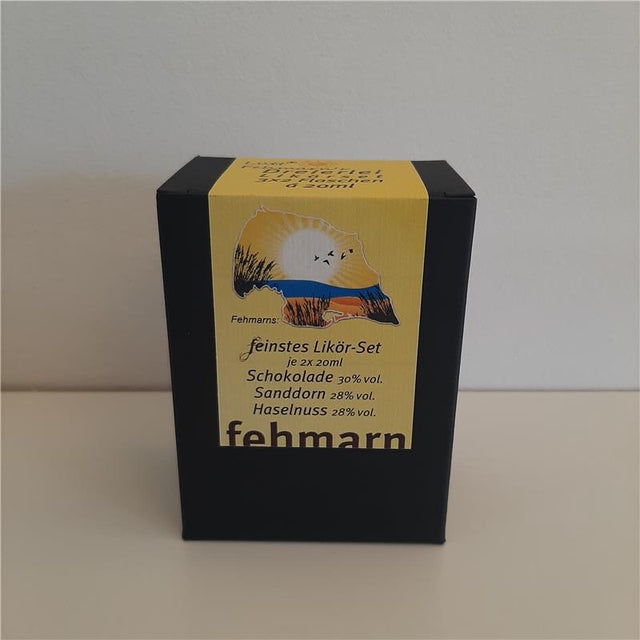 Dreierlei
Likörset
3x2 Flaschen
á 20ml
Fehmarns:
feinstes Likör-Set
je 2x 20ml
Schokolade 30% vol.
Sanddorn 28% vol.
Haselnuss 28% vol.
fehmarn